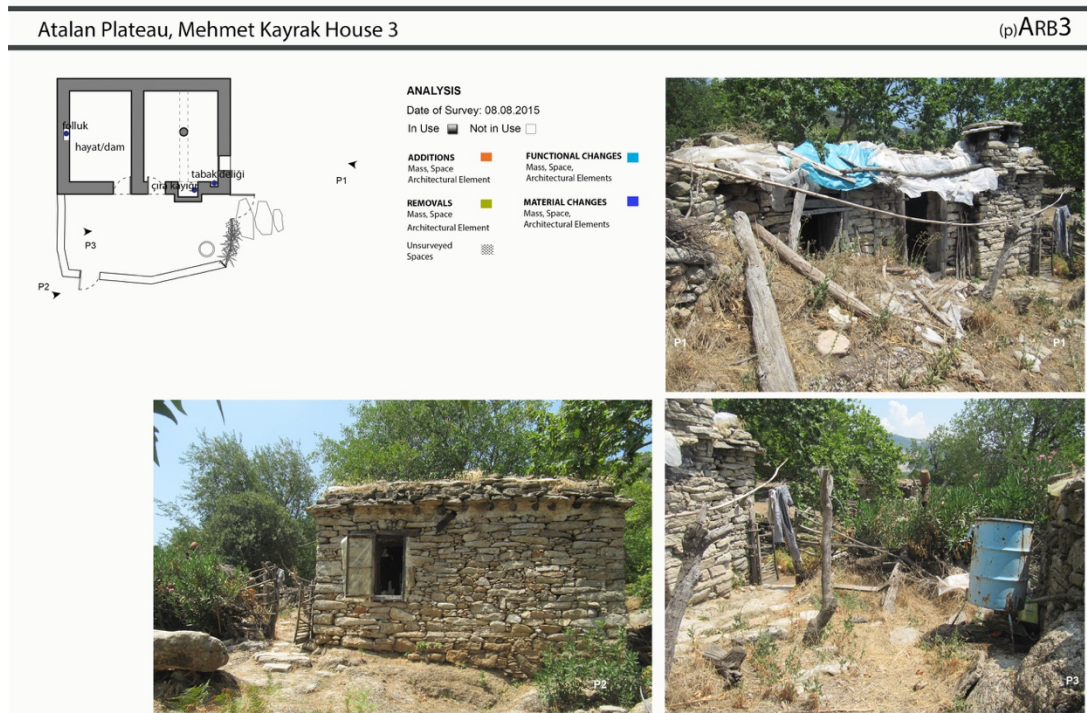 Atalan Plateau, Mehmet Kayrak House 3
(p)ARB3
folluk
hayat/dam
tabak deliği
çıra kayığı
P1
P3
P2
ANALYSIS
Date of Survey: 08.08.2015
In Use Not in Use
ADDITIONS
Mass, Space
Architectural Element
FUNCTIONAL CHANGES
Mass, Space,
Architectural Elements
REMOVALS
Mass, Space
Architectural Element
MATERIAL CHANGES
Mass, Space,
Architectural Elements
Unsurveyed
Spaces
P1 P1
P2
P3